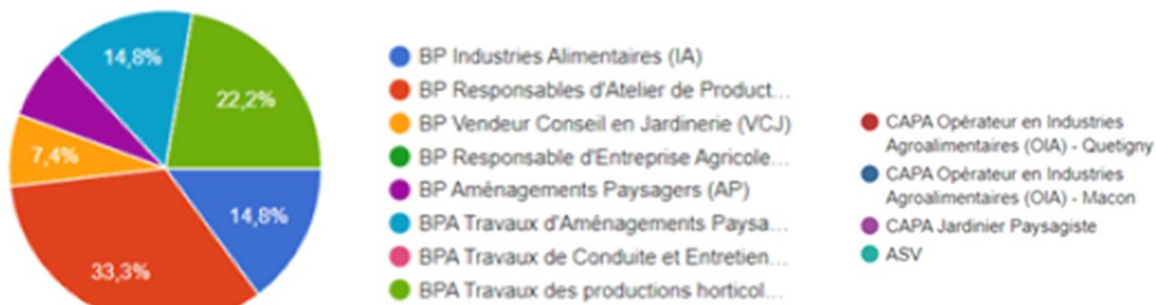 14,8%
22,2%
7,4%
14,8%
33,3%
BP Industries Alimentaires (IA)
BP Responsables d'Atelier de Product...
BP Vendeur Conseil en Jardinerie (VCJ)
BP Responsable d'Entreprise Agricole...
BP Aménagements Paysagers (AP)
BPA Travaux d'Aménagements Paysa...
BPA Travaux de Conduite et Entretien...
BPA Travaux des productions horticol...
CAPA Opérateur en Industries
Agroalimentaires (OIA) - Quetigny
CAPA Opérateur en Industries
Agroalimentaires (OIA) - Macon
CAPA Jardinier Paysagiste
ASV